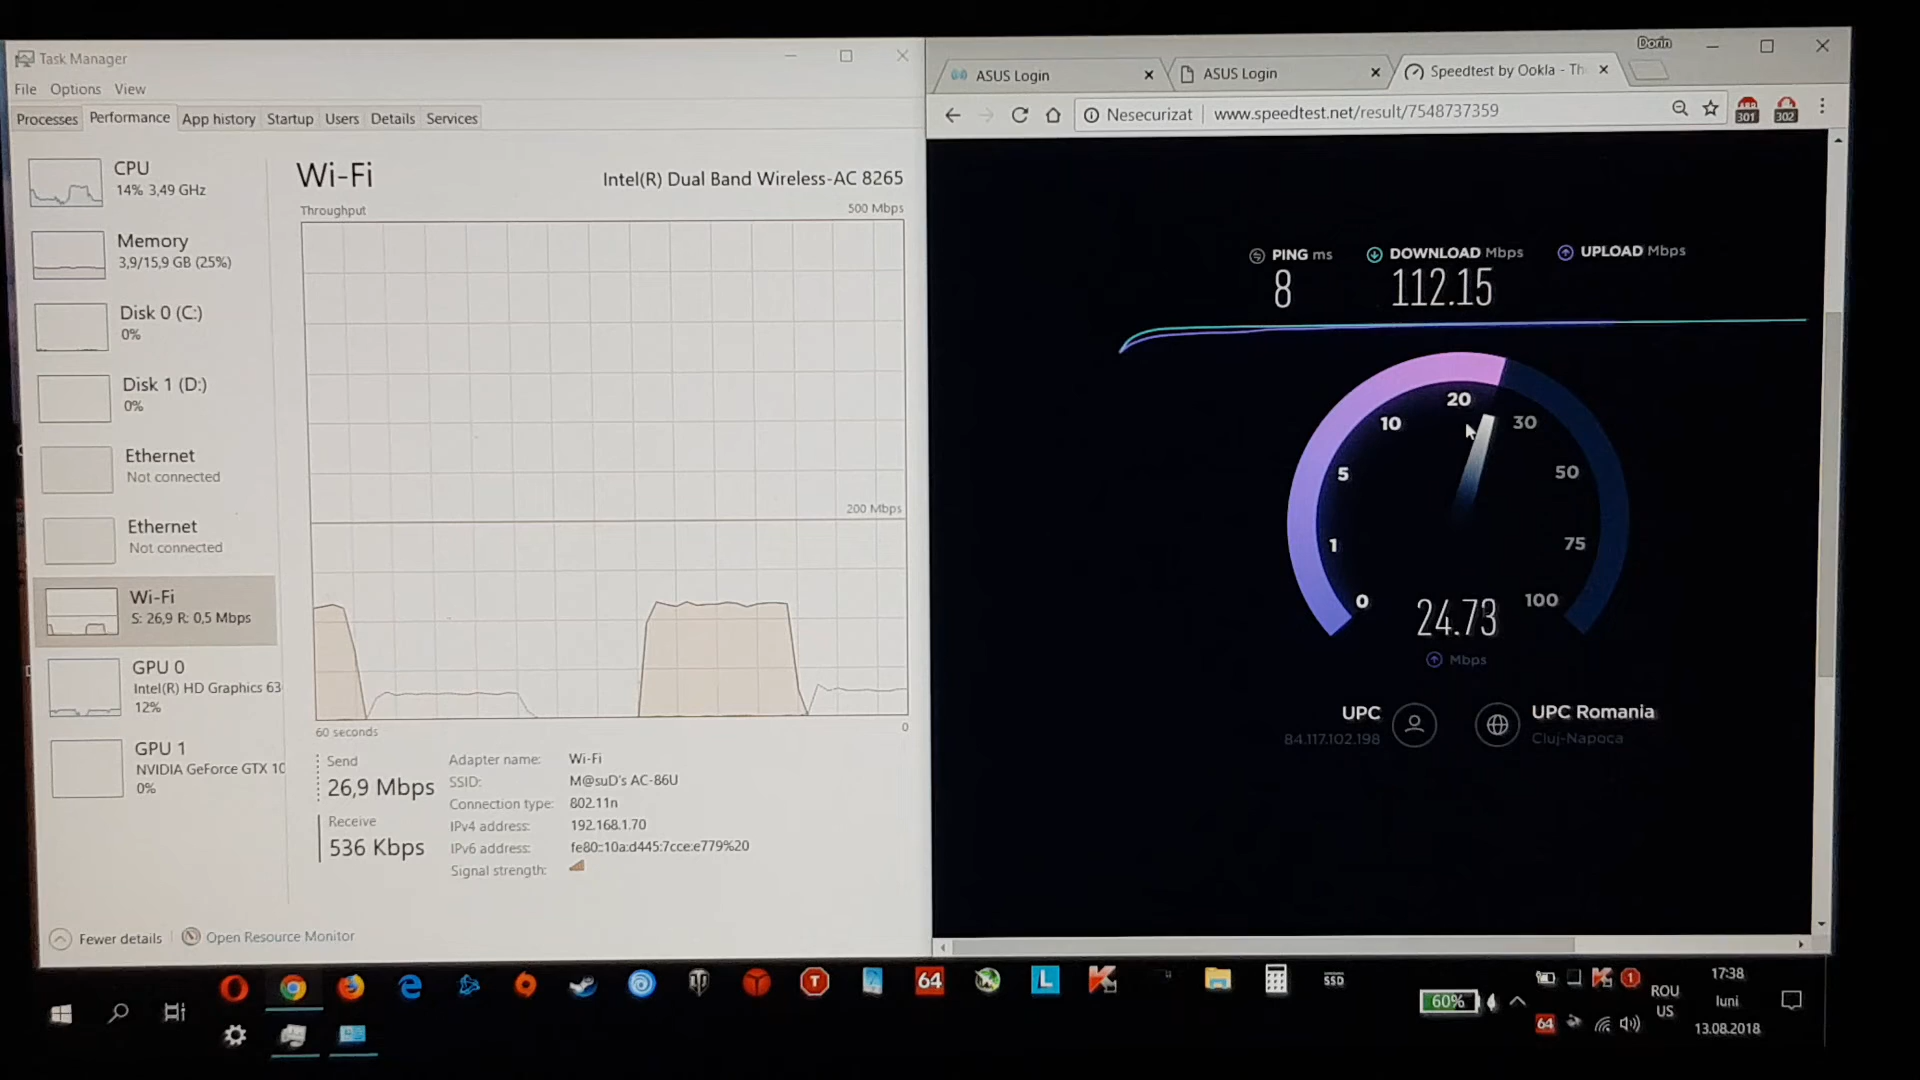 Task Manager
File Options View
Processes Performance App history Startup Users Details Services
CPU
14% 3,49 GHz
Memory
3,9/15,9 GB (25%)
Disk 0 (C:)
0%
Disk 1 (D:)
0%
Ethernet
Not connected
Ethernet
Not connected
Wi-Fi
S: 26,9 R: 0,5 Mbps
GPU 0
Intel(R) HD Graphics 63
12%
GPU 1
NVIDIA GeForce GTX 10
0%
Wi-Fi
Intel(R) Dual Band Wireless-AC 8265
Throughput
500 Mbps
200 Mbps
60 seconds
0
Send
26,9 Mbps
Receive
536 Kbps
Adapter name: Wi-Fi
SSID: M@suD's AC-86U
Connection type: 802.11n
IPv4 address: 192.168.1.70
IPv6 address: fe80::10a:d445:7cce:e779%20
Signal strength:
Fewer details
Open Resource Monitor
Dorin
ASUS Login
ASUS Login
Speedtest by Ookla - Th
Nesecurizat
www.speedtest.net/result/7548737359
301
302
PING ms
8
DOWNLOAD Mbps
112.15
UPLOAD Mbps
0
1
5
10
20
30
50
75
100
24.73
Mbps
UPC
84.117.102.198
UPC Romania
Cluj-Napoca
T
64
L
SSD
60%
1
64
ROU
US
17:38
luni
13.08.2018